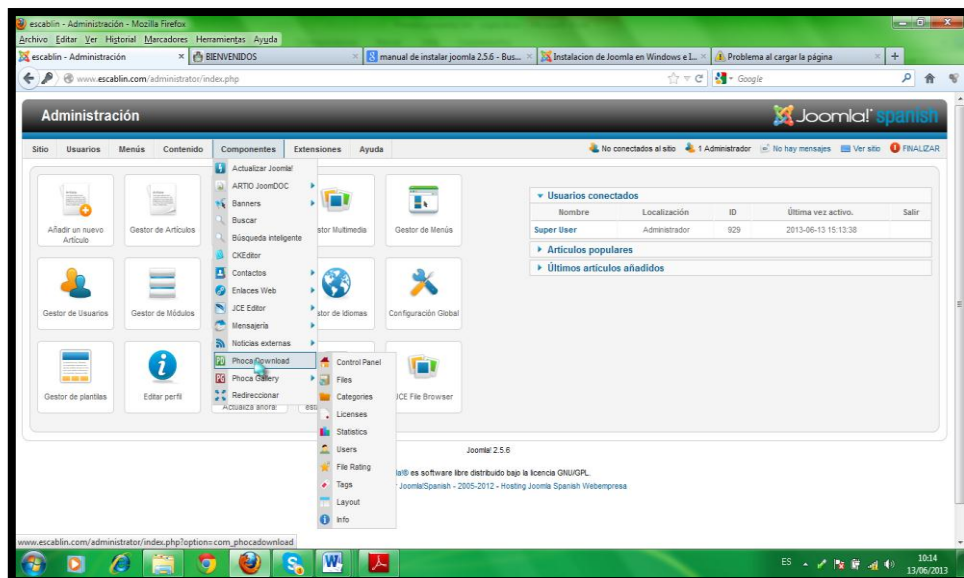 escablin - Administración - Mozilla Firefox
Archivo Editar Ver Historial Marcadores Herramientas Ayuda
escablin - Administración
BIENVENIDOS
manual de instalar joomla 2.5.6 - Bus...
Instalacion de Joomla en Windows e L...
Problema al cargar la página
www.escablin.com/administrator/index.php
Google
Administración
Joomla! spanish
Sitio Usuarios Menús Contenido Componentes Extensiones Ayuda
No conectados al sitio 1 Administrador No hay mensajes Ver sitio FINALIZAR
Actualizar Joomla!
ARTIO JoomDOC
Banners
Buscar
Búsqueda inteligente
CKEditor
Contactos
Enlaces Web
JCE Editor
Mensajería
Noticias externas
Phoca Download
Phoca Gallery
Redireccionar
Control Panel
Files
Categories
Licenses
Statistics
Users
File Rating
Tags
Layout
Info
Añadir un nuevo
Artículo
Gestor de Artículos
stor Multimedia
Gestor de Menús
Gestor de Usuarios
Gestor de Módulos
stor de Idiomas
Configuración Global
Gestor de plantillas
Editar perfil
Actualiza ahora!
JCE File Browser
Usuarios conectados
Nombre Localización ID Última vez activo. Salir
Super User Administrador 929 2013-06-13 15:13:38
Artículos populares
Últimos artículos añadidos
Joomla! 2.5.6
la!® es software libre distribuido bajo la licencia GNU/GPL.
JoomlaSpanish - 2005-2012 - Hosting Joomla Spanish Webempresa
www.escablin.com/administrator/index.php?option=com_phocadownload
ES
10:14
13/06/2013